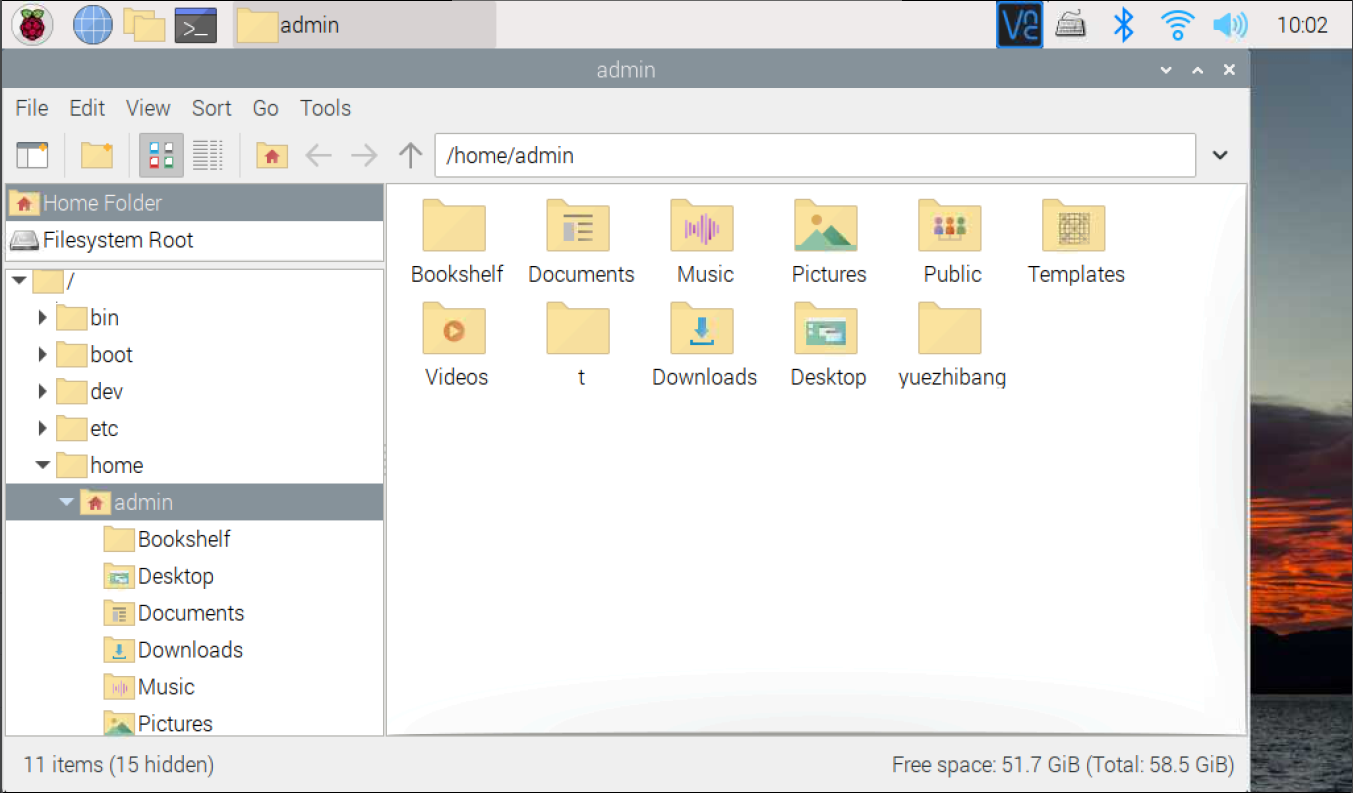 admin
10:02
admin
File Edit View Sort Go Tools
/home/admin
Home Folder
Filesystem Root
/
bin
boot
dev
etc
home
admin
Bookshelf
Desktop
Documents
Downloads
Music
Pictures
Bookshelf Documents Music Pictures Public Templates
Videos t Downloads Desktop yuezhibang
11 items (15 hidden)
Free space: 51.7 GiB (Total: 58.5 GiB)